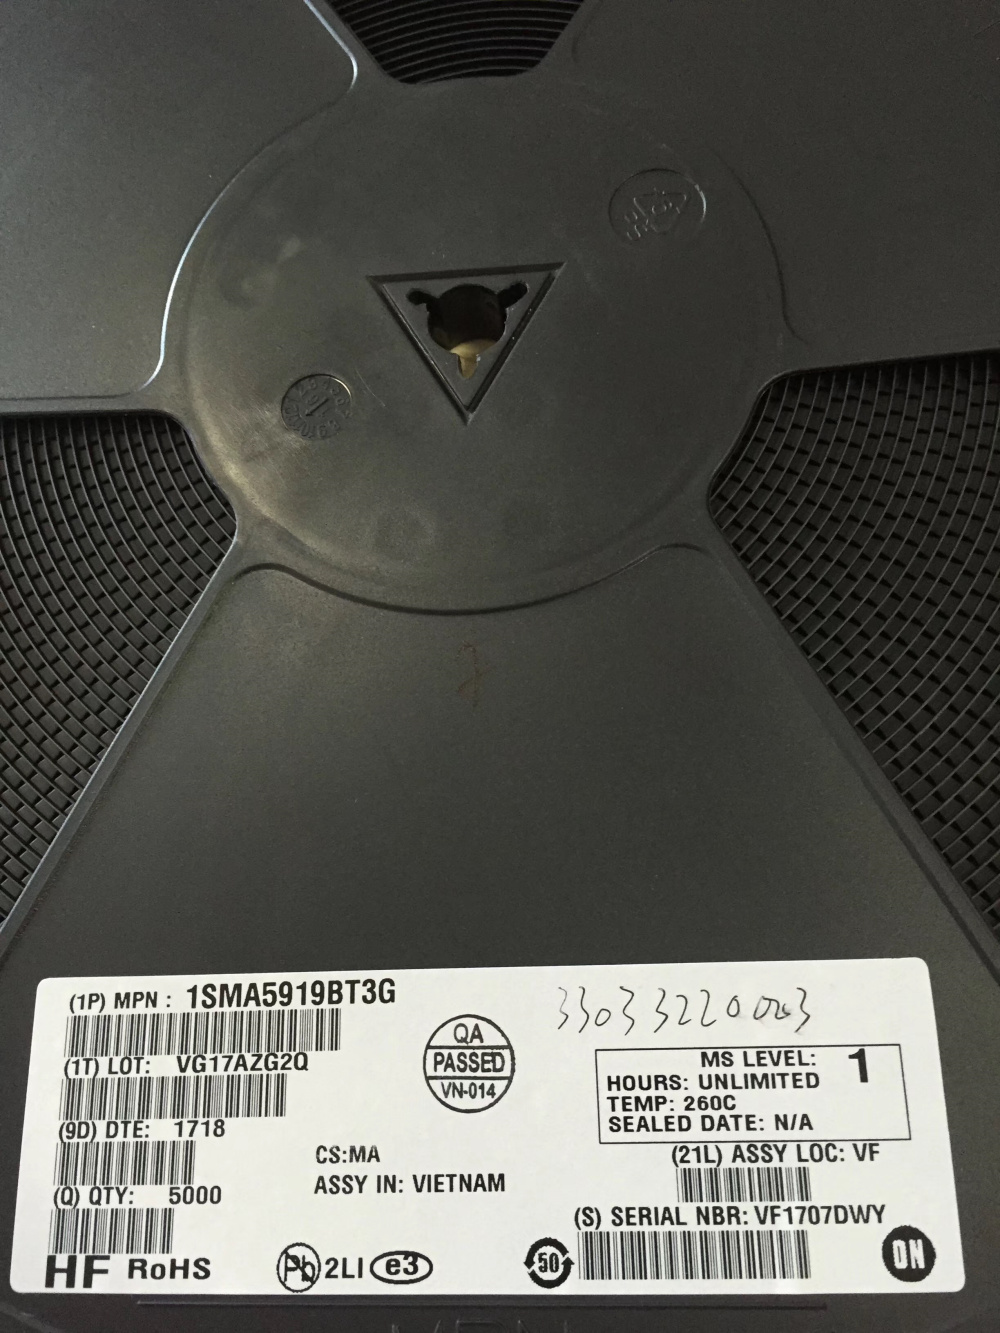 (1P) MPN : 1SMA5919BT3G
(1T) LOT: VG17AZG2Q
(9D) DTE: 1718
(Q) QTY: 5000
HF RoHS
QA
PASSED
VN-014
CS:MA
ASSY IN: VIETNAM
Pb 2LI e3
33033220003
MS LEVEL: 1
HOURS: UNLIMITED
TEMP: 260C
SEALED DATE: N/A
(21L) ASSY LOC: VF
(S) SERIAL NBR: VF1707DWY
50
ON